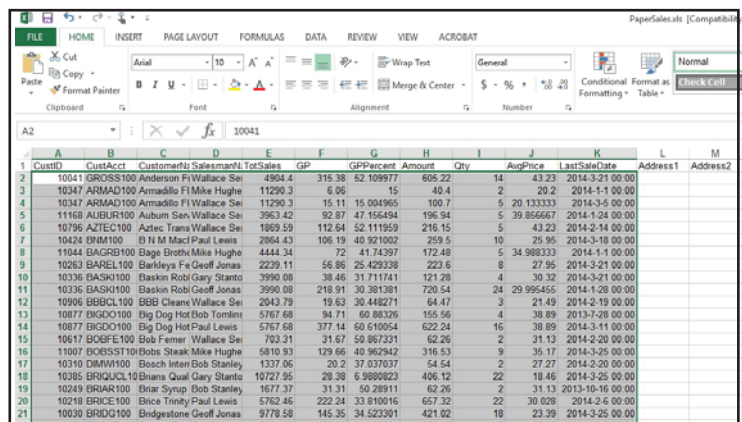 PaperSales.xls [Compatibility
FILE HOME INSERT PAGE LAYOUT FORMULAS DATA REVIEW VIEW ACROBAT
Cut Arial 10 Wrap Text General Normal
Copy
Paste Format Painter B I U Merge & Center $ % Conditional Formatting Format as Table Check Cell
Clipboard Font Alignment Number
A2 fx 10041
A B C D E F G H I J K L M
1 CustID CustAcct CustomerNa SalesmanNa TotSales GP GPPercent Amount Qty AvgPrice LastSaleDate Address1 Address2
2 10041 GROSS100 Anderson Fi Wallace Ser 4904.4 315.38 52.109977 605.22 14 43.23 2014-3-21 00:00
3 10347 ARMAD100 Armadillo Fl Mike Hughe 11290.3 6.06 15 40.4 2 20.2 2014-1-1 00:00
4 10347 ARMAD100 Armadillo Fl Mike Hughe 11290.3 15.11 15.004965 100.7 5 20.133333 2014-3-5 00:00
5 11168 AUBUR100 Auburn Serv Wallace Ser 3963.42 92.87 47.156494 196.94 5 39.856667 2014-1-24 00:00
6 10796 AZTEC100 Aztec Trans Wallace Ser 1869.59 112.64 52.111959 216.15 5 43.23 2014-2-14 00:00
7 10424 BNM100 B N M Macl Paul Lewis 2864.43 106.19 40.921002 259.5 10 25.95 2014-3-18 00:00
8 11044 BAGRB100 Bage Brothe Mike Hughe 4444.34 72 41.74397 172.48 5 34.988333 2014-1-1 00:00
9 10263 BAREL100 Barkleys Fe Geoff Jonas 2239.11 56.86 25.429338 223.6 8 27.95 2014-3-21 00:00
10 10336 BASKI100 Baskin Robl Gary Stanto 3990.08 38.46 31.711741 121.28 4 30.32 2014-3-21 00:00
11 10336 BASKI100 Baskin Robl Geoff Jonas 3990.08 218.91 30.381381 720.54 24 29.995455 2014-1-28 00:00
12 10906 BBBCL100 BBB Cleane Wallace Ser 2043.79 19.63 30.448271 64.47 3 21.49 2014-2-19 00:00
13 10877 BIGDO100 Big Dog Hot Bob Tomlins 5767.68 94.71 60.88326 155.56 4 38.89 2013-7-28 00:00
14 10877 BIGDO100 Big Dog Hot Paul Lewis 5767.68 377.14 60.610054 622.24 16 38.89 2014-3-11 00:00
15 10617 BOBFE100 Bob Femer Wallace Ser 703.31 31.67 50.867331 62.26 2 31.13 2014-2-20 00:00
16 11007 BOBSST10 Bobs Steak Mike Hughe 5810.93 129.66 40.962942 316.53 9 35.17 2014-3-25 00:00
17 10310 DIMWI100 Bosch Inten Bob Stanley 1337.06 20.2 37.037037 54.54 2 27.27 2014-2-20 00:00
18 10385 BRIQUCL10 Brians Qual Gary Stanto 10727.95 28.38 6.9880823 406.12 22 18.46 2014-3-25 00:00
19 10249 BRIAR100 Briar Syrup Bob Stanley 1677.37 31.31 50.28911 62.26 2 31.13 2013-10-16 00:00
20 10218 BRICE100 Brice Trinity Paul Lewis 5762.46 222.24 33.810016 657.32 22 30.028 2014-2-6 00:00
21 10030 BRIDG100 Bridgestone Geoff Jonas 9778.58 145.35 34.523301 421.02 18 23.39 2014-3-25 00:00